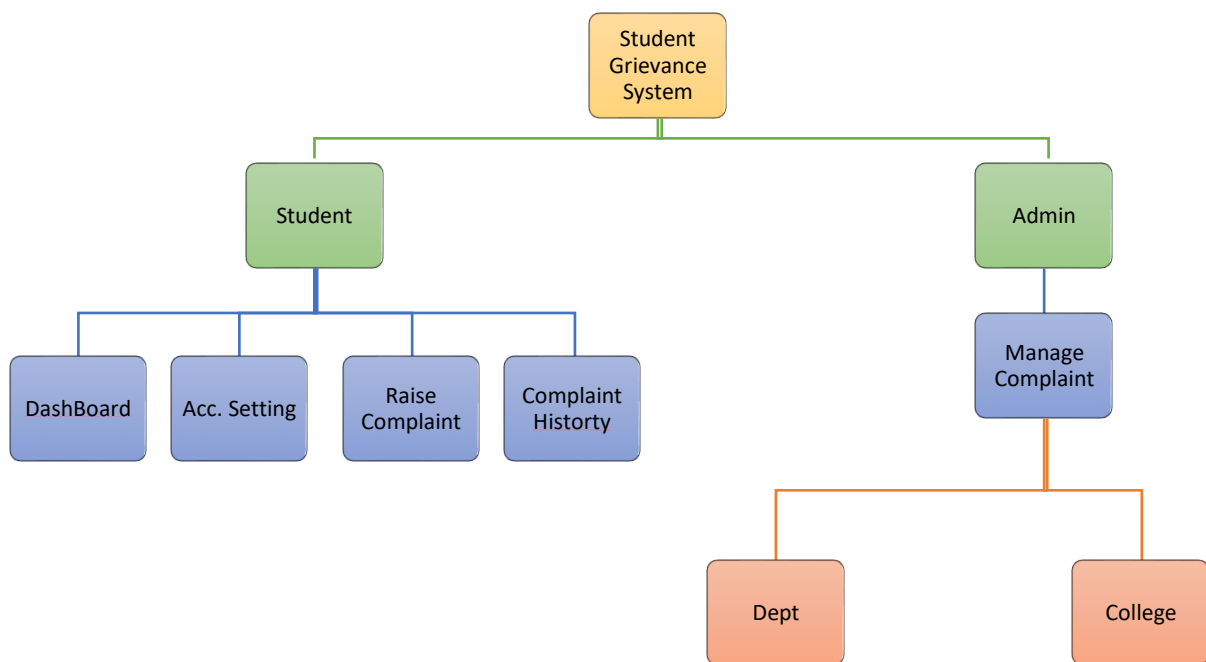 Student
Grievance
System
Student
Admin
DashBoard
Acc. Setting
Raise
Complaint
Complaint
Historty
Manage
Complaint
Dept
College